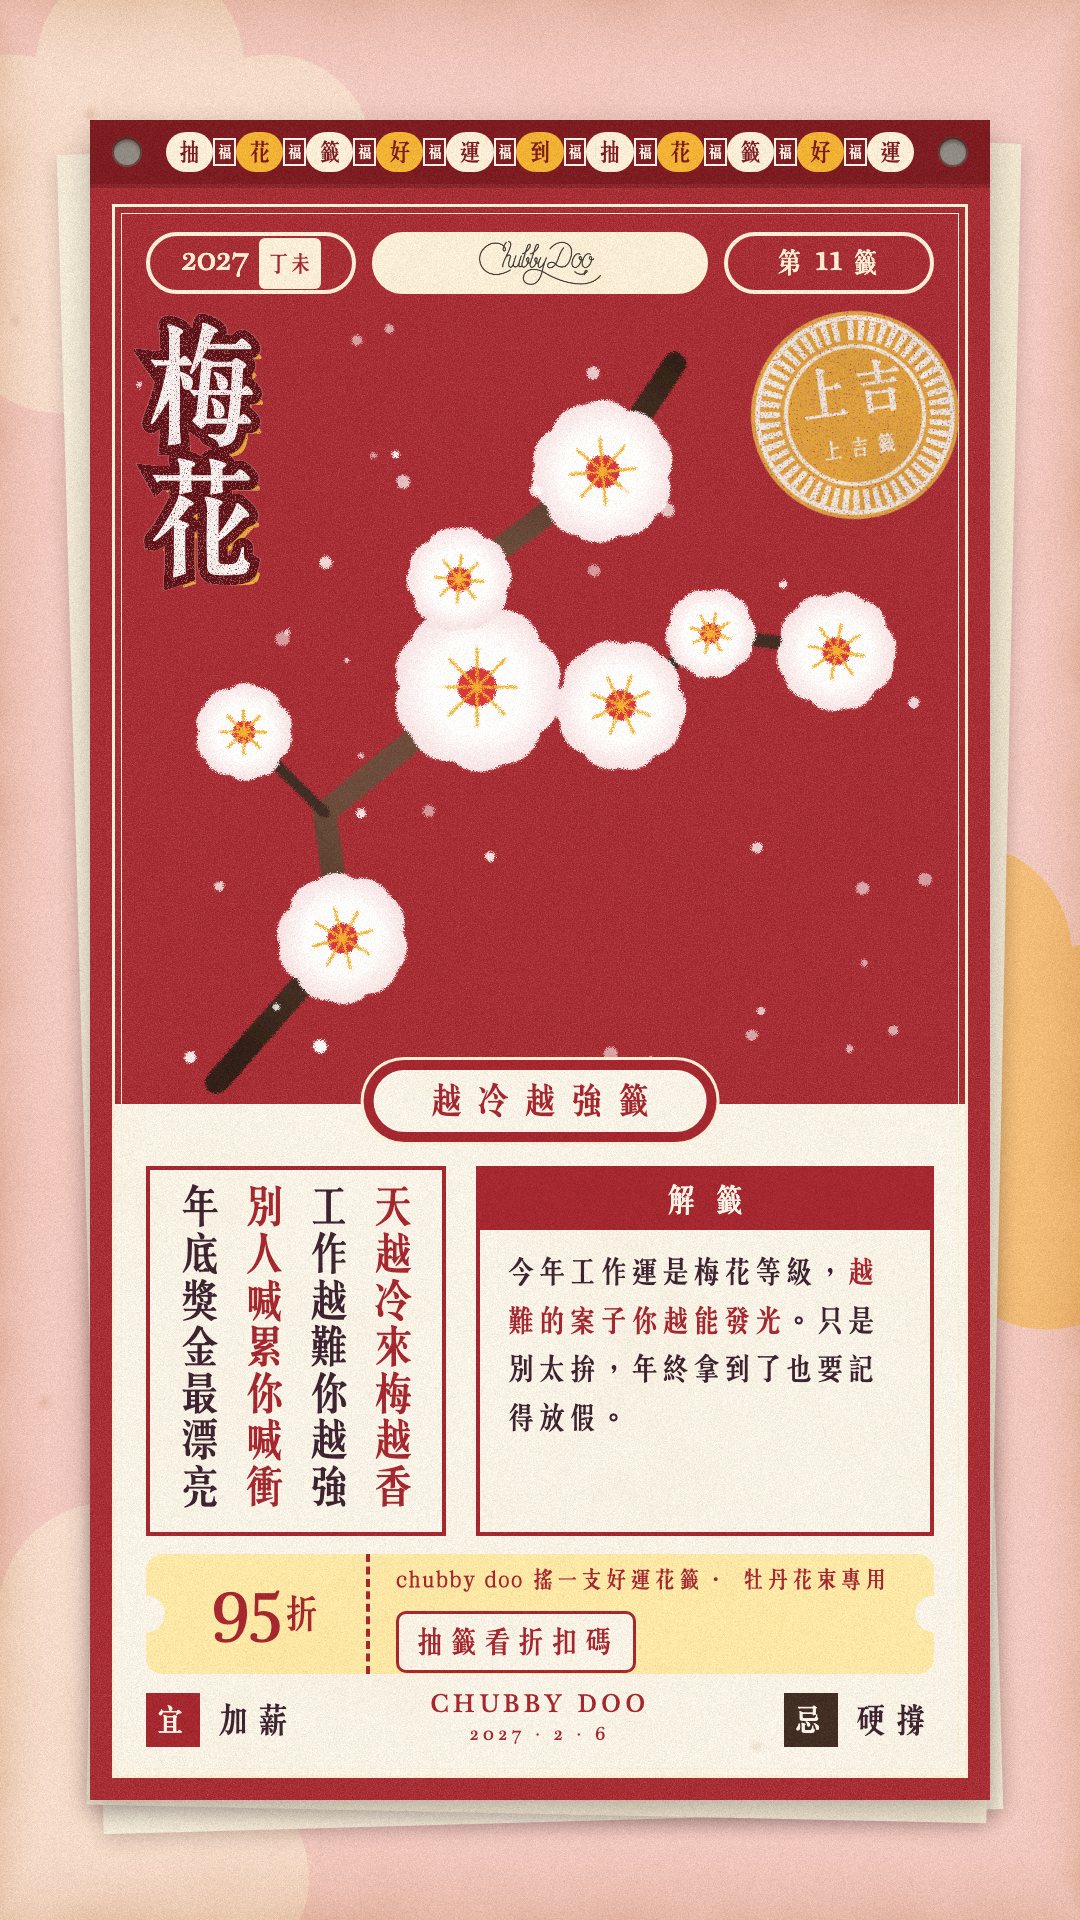 抽福花福籤福好福運福到福抽福花福籤福好福運
2027 丁未
Chubby Doo
第 11 籤
梅花
上吉
上吉籤
越冷越強籤
天越冷來梅越香
工作越難你越強
別人喊累你喊衝
年底獎金最漂亮
解籤
今年工作運是梅花等級，越
難的案子你越能發光。只是
別太拚，年終拿到了也要記
得放假。
95折
chubby doo 搖一支好運花籤・ 牡丹花束專用
抽籤看折扣碼
宜 加薪
CHUBBY DOO
2027 · 2 · 6
忌 硬撐